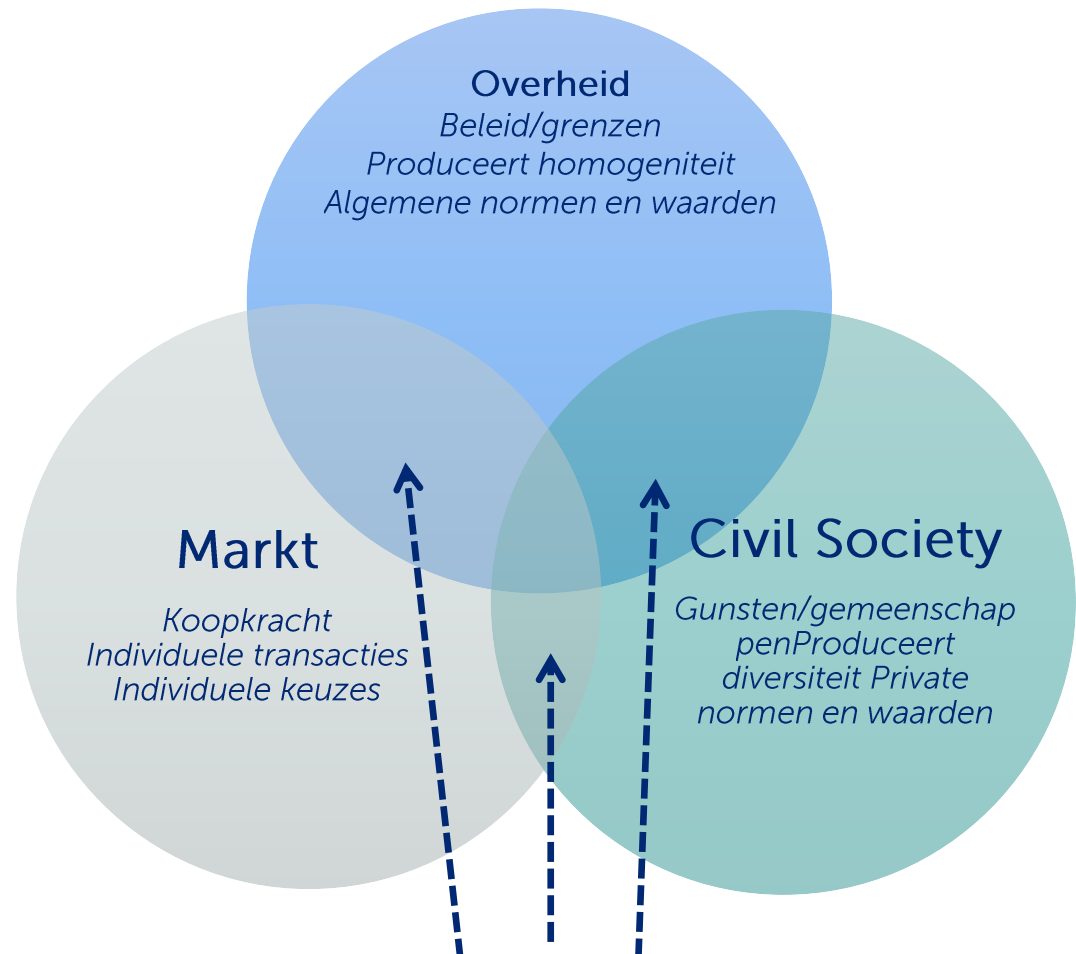 Overheid
Beleid/grenzen
Produceert homogeniteit
Algemene normen en waarden
Markt
Koopkracht
Individuele transacties
Individuele keuzes
Civil Society
Gunsten/gemeenschap
penProduceert
diversiteit Private
normen en waarden